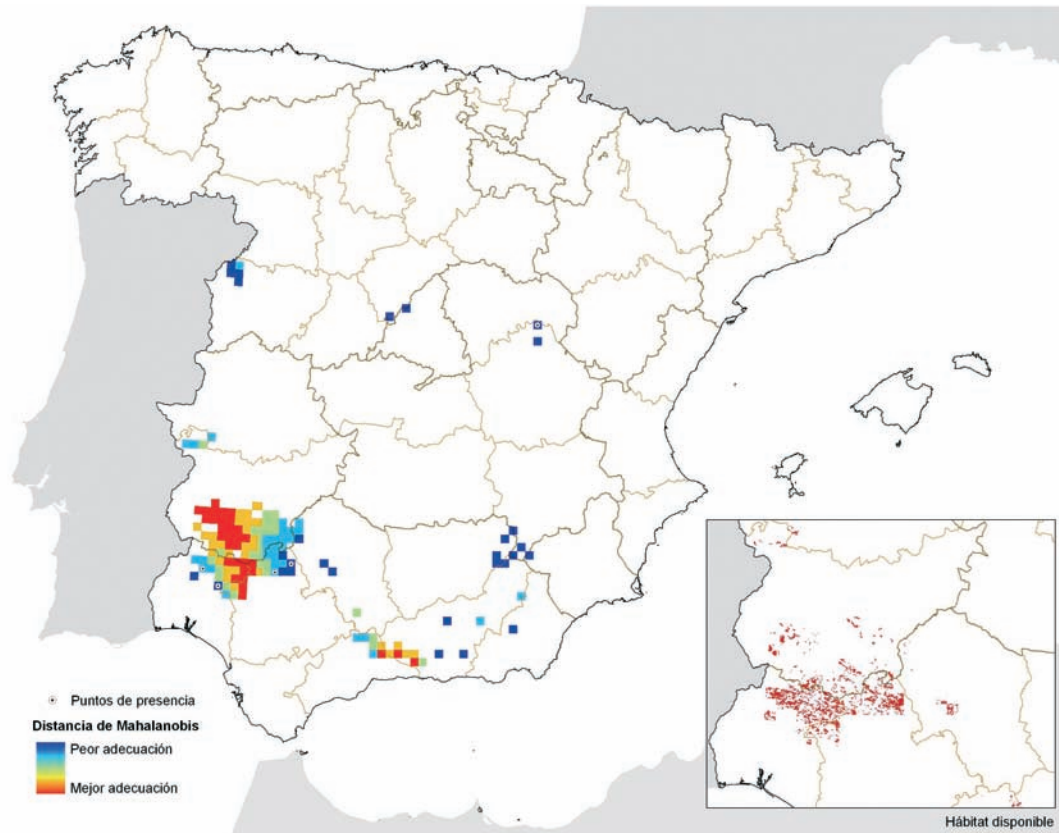 Puntos de presencia
Distancia de Mahalanobis
Peor adecuación
Mejor adecuación
Hábitat disponible